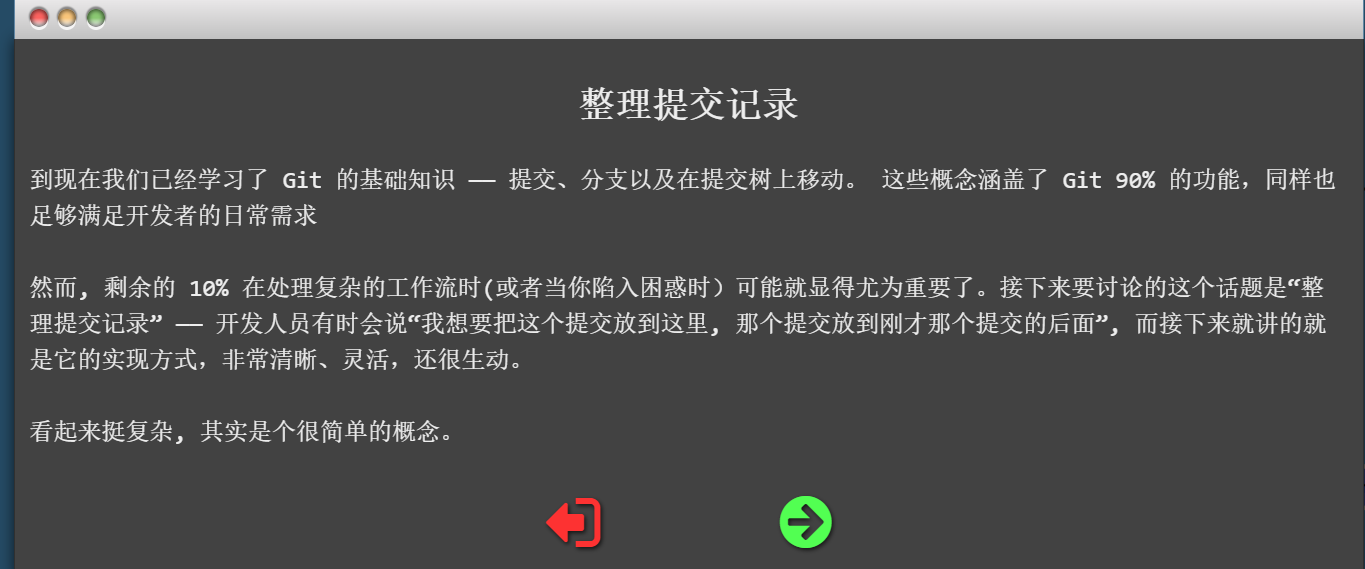 整理提交记录
到现在我们已经学习了 Git 的基础知识 —— 提交、分支以及在提交树上移动。 这些概念涵盖了 Git 90% 的功能，同样也
足够满足开发者的日常需求
然而, 剩余的 10% 在处理复杂的工作流时(或者当你陷入困惑时）可能就显得尤为重要了。接下来要讨论的这个话题是“整
理提交记录” —— 开发人员有时会说“我想要把这个提交放到这里, 那个提交放到刚才那个提交的后面”, 而接下来就讲的就
是它的实现方式，非常清晰、灵活，还很生动。
看起来挺复杂, 其实是个很简单的概念。